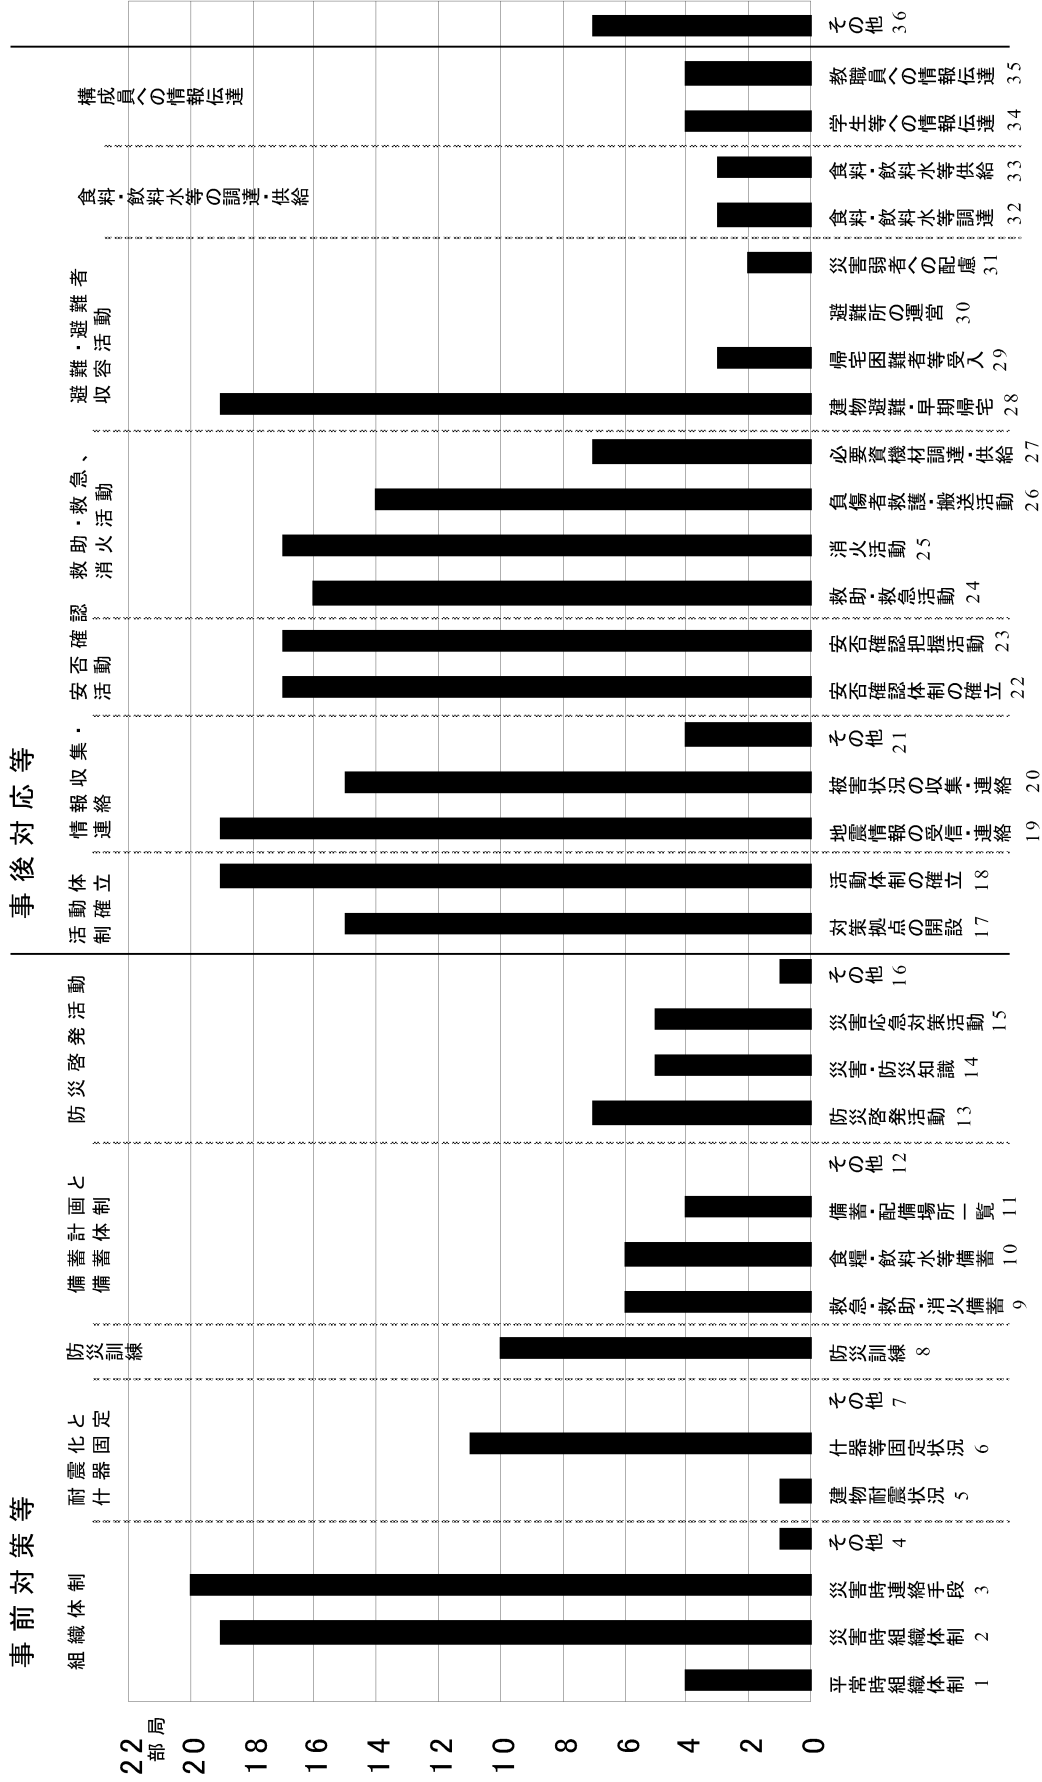 事前対策等
事後対応等
組織体制
耐震化と
什器固定
防災
訓練
備蓄計画と
備蓄体制
防災啓発活動
活動体
制確立
情報収集・
連絡
安否確認
活動
救助・救急、
消火活動
避難・避難者
収容活動
食料・飲料水等の調達・供給
構成員への情報伝達
部局
22
20
18
16
14
12
10
8
6
4
2
0
平常時組織体制 1
災害時組織体制 2
災害時連絡手段 3
その他 4
建物耐震状況 5
什器等固定状況 6
その他 7
防災訓練 8
救急・救助・消火備蓄 9
食糧・飲料水等備蓄 10
備蓄・配備場所一覧 11
その他 12
防災啓発活動 13
災害・防災知識 14
災害応急対策活動 15
その他 16
対策拠点の開設 17
活動体制の確立 18
地震情報の受信・連絡 19
被害状況の収集・連絡 20
その他 21
安否確認体制の確立 22
安否確認把握活動 23
救助・救急活動 24
消火活動 25
負傷者救護・搬送活動 26
必要資機材調達・供給 27
建物避難・早期帰宅 28
帰宅困難者等受入 29
避難所の運営 30
災害弱者への配慮 31
食料・飲料水等調達 32
食料・飲料水等供給 33
学生等への情報伝達 34
教職員への情報伝達 35
その他 36